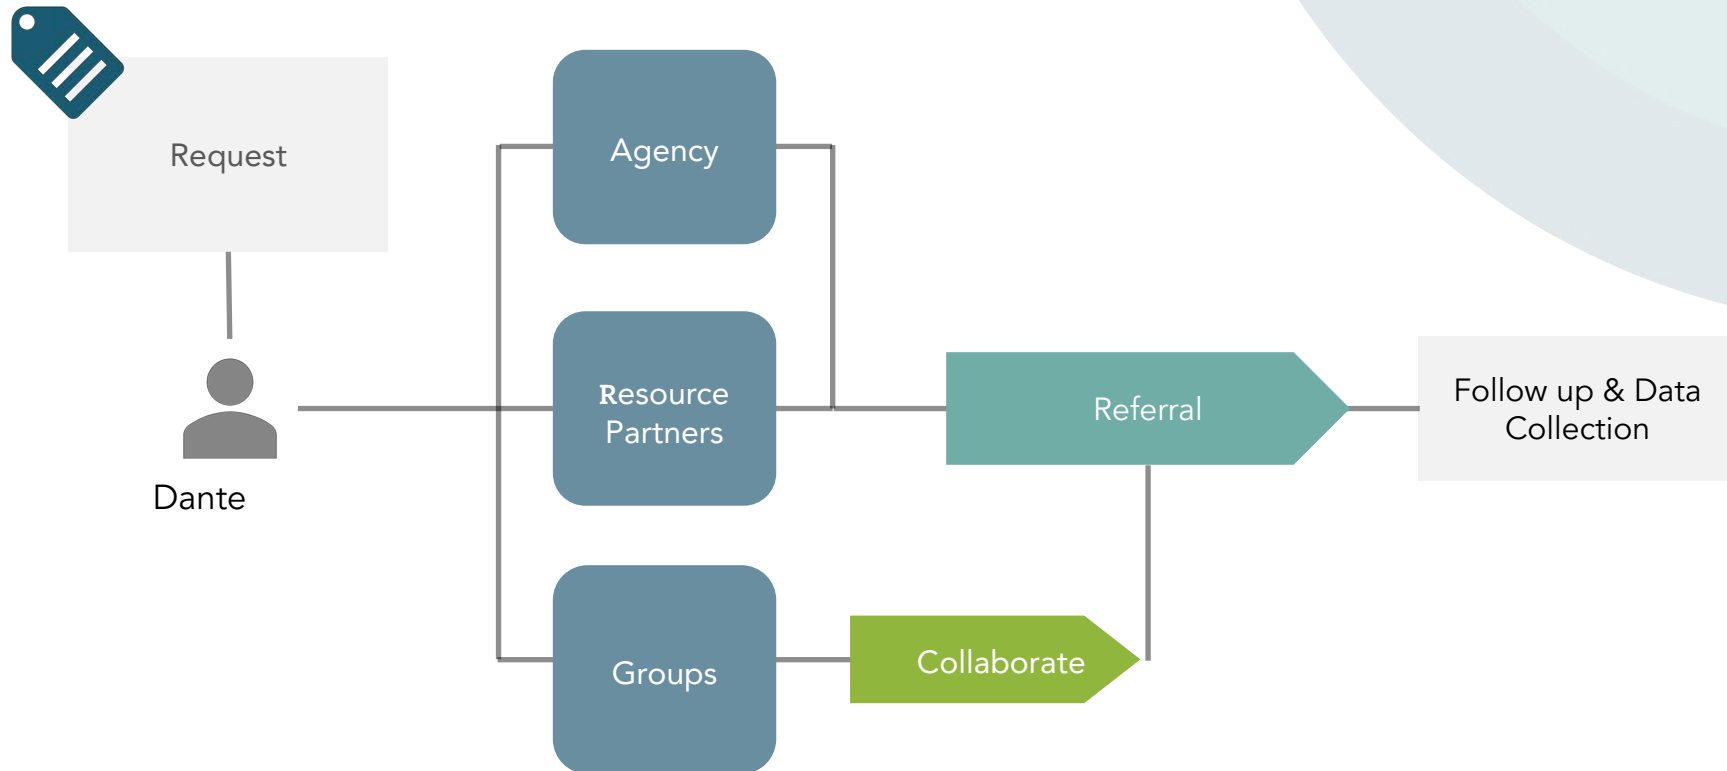 Request
Agency
Resource
Partners
Referral
Follow up & Data
Collection
Dante
Groups
Collaborate